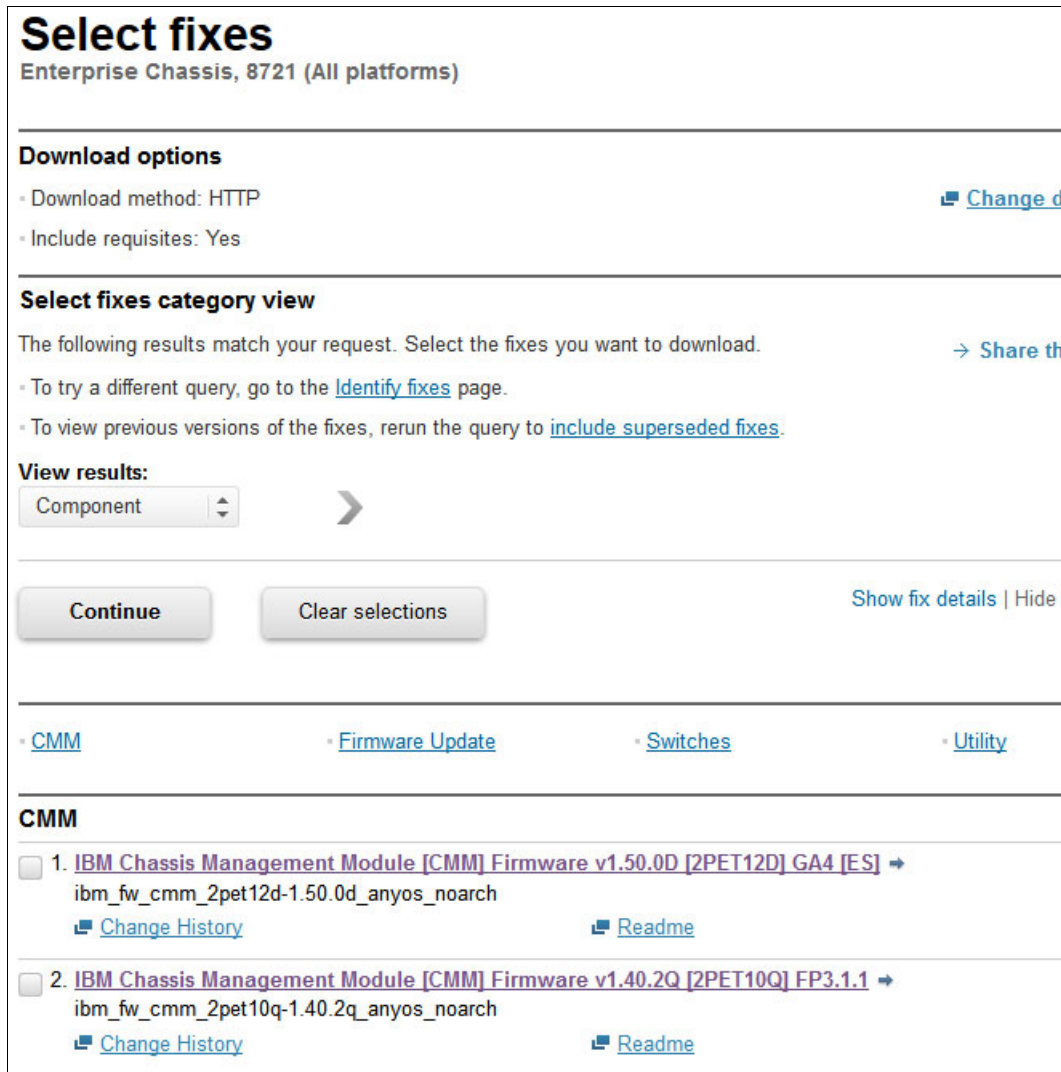 Select fixes
Enterprise Chassis, 8721 (All platforms)
Download options
Download method: HTTP
Change d
Include requisites: Yes
Select fixes category view
The following results match your request. Select the fixes you want to download.
Share th
To try a different query, go to the Identify fixes page.
To view previous versions of the fixes, rerun the query to include superseded fixes.
View results:
Component
Continue
Clear selections
Show fix details | Hide
CMM
Firmware Update
Switches
Utility
CMM
1. IBM Chassis Management Module [CMM] Firmware v1.50.0D [2PET12D] GA4 [ES]
ibm_fw_cmm_2pet12d-1.50.0d_anyos_noarch
Change History
Readme
2. IBM Chassis Management Module [CMM] Firmware v1.40.2Q [2PET10Q] FP3.1.1
ibm_fw_cmm_2pet10q-1.40.2q_anyos_noarch
Change History
Readme